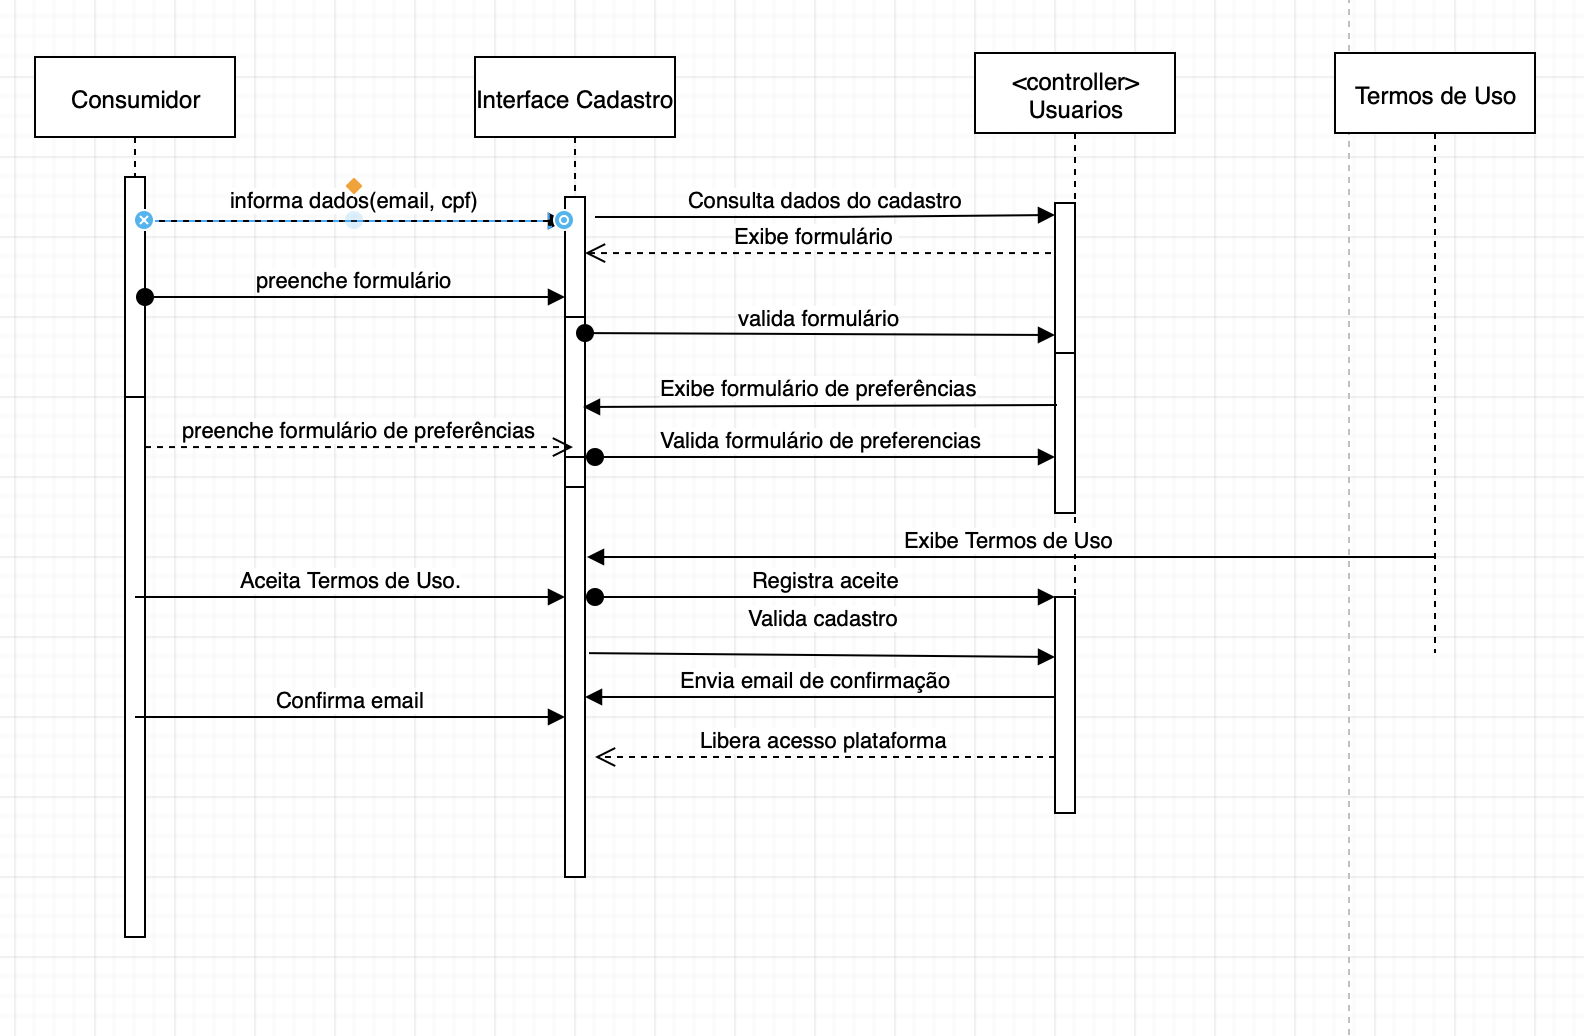 Consumidor
Interface Cadastro
<controller>
Usuarios
Termos de Uso
informa dados(email, cpf)
Consulta dados do cadastro
Exibe formulário
preenche formulário
valida formulário
Exibe formulário de preferências
preenche formulário de preferências
Valida formulário de preferencias
Exibe Termos de Uso
Aceita Termos de Uso.
Registra aceite
Valida cadastro
Envia email de confirmação
Confirma email
Libera acesso plataforma